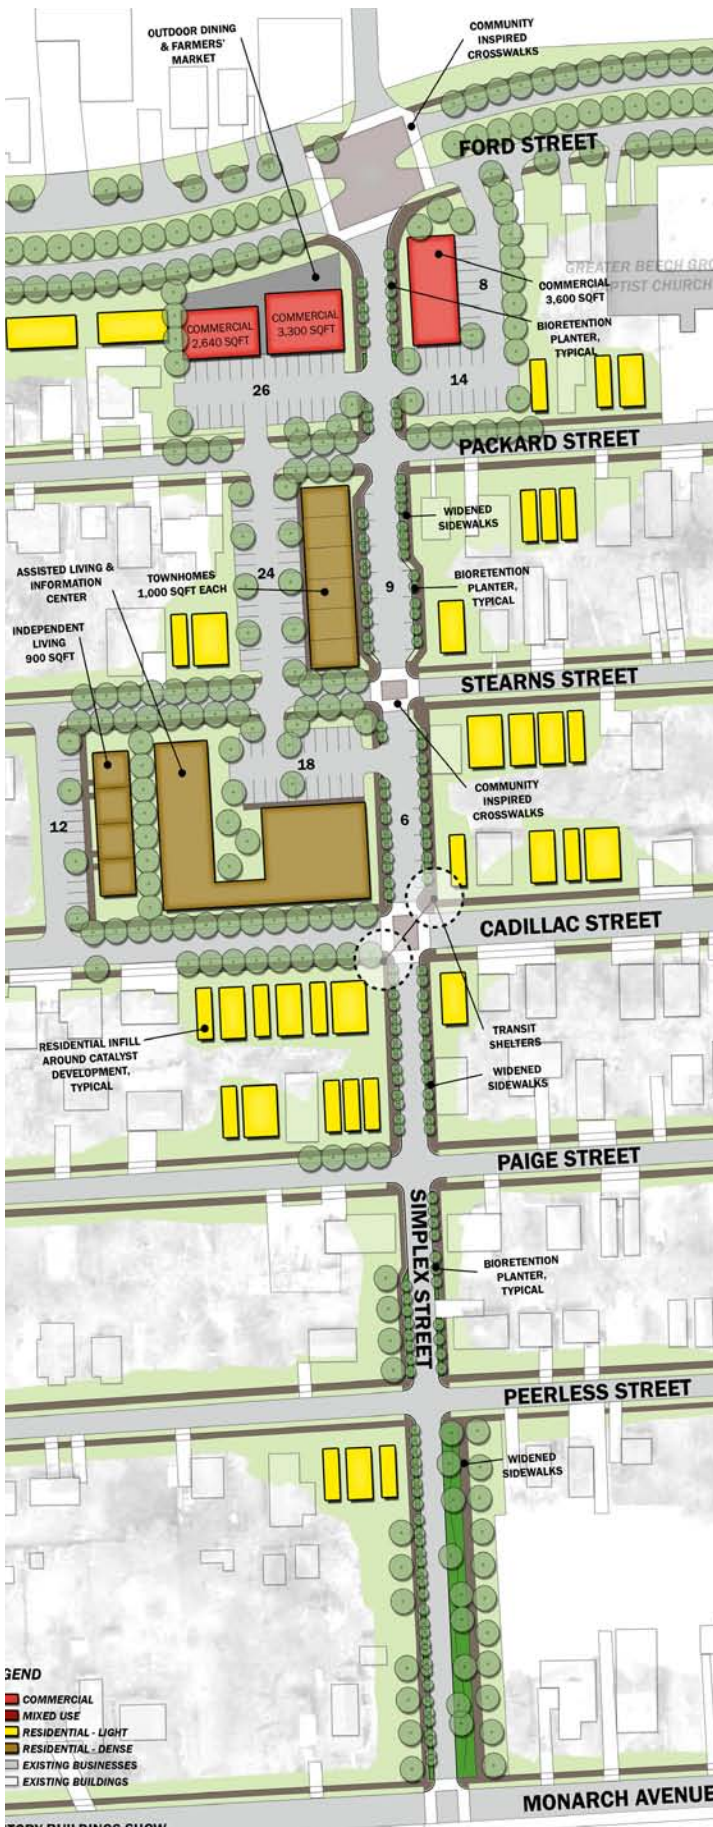 OUTDOOR DINING
& FARMERS'
MARKET
COMMUNITY
INSPIRED
CROSSWALKS
FORD STREET
GREATER BEECH GRO
COMMERCIAL
3,600 SQFT
8
BIORETENTION
PLANTER,
TYPICAL
COMMERCIAL
2,640 SQFT
COMMERCIAL
3,300 SQFT
26
14
PACKARD STREET
WIDENED
SIDEWALKS
ASSISTED LIVING &
INFORMATION
CENTER
TOWNHOMES
1,000 SQFT EACH
24
9
BIORETENTION
PLANTER,
TYPICAL
INDEPENDENT
LIVING
900 SQFT
STEARNS STREET
18
COMMUNITY
INSPIRED
CROSSWALKS
12
6
CADILLAC STREET
RESIDENTIAL INFILL
AROUND CATALYST
DEVELOPMENT,
TYPICAL
TRANSIT
SHELTERS
WIDENED
SIDEWALKS
PAIGE STREET
SIMPLEX STREET
BIORETENTION
PLANTER,
TYPICAL
PEERLESS STREET
WIDENED
SIDEWALKS
GEND
COMMERCIAL
MIXED USE
RESIDENTIAL - LIGHT
RESIDENTIAL - DENSE
EXISTING BUSINESSES
EXISTING BUILDINGS
MONARCH AVENUE